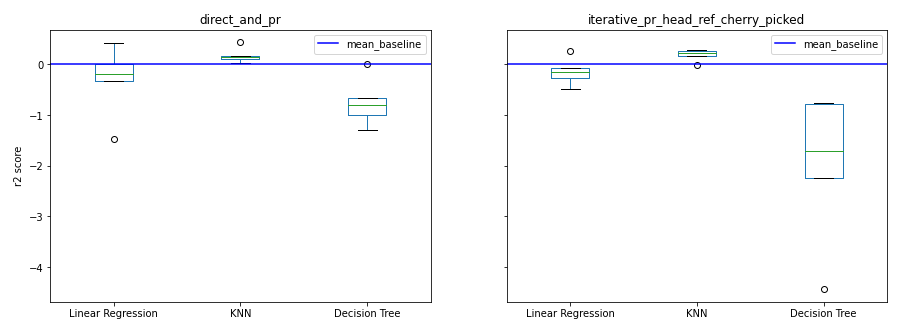 direct_and_pr
mean_baseline
r2 score
0
−1
−2
−3
−4
Linear Regression KNN Decision Tree
iterative_pr_head_ref_cherry_picked
mean_baseline
Linear Regression KNN Decision Tree